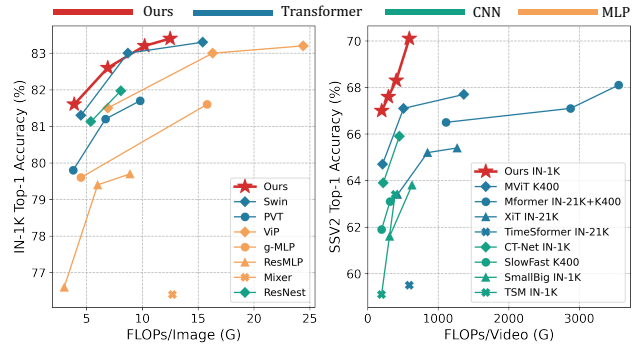 Ours Transformer CNN MLP
IN-1K Top-1 Accuracy (%)
83
82
81
80
79
78
77
Ours
Swin
PVT
ViP
g-MLP
ResMLP
Mixer
ResNest
5 10 15 20 25
FLOPs/Image (G)
SSV2 Top-1 Accuracy (%)
70
68
66
64
62
60
Ours IN-1K
MViT K400
Mformer IN-21K+K400
XiT IN-21K
TimeSformer IN-21K
CT-Net IN-1K
SlowFast K400
SmallBig IN-1K
TSM IN-1K
0 1000 2000 3000
FLOPs/Video (G)